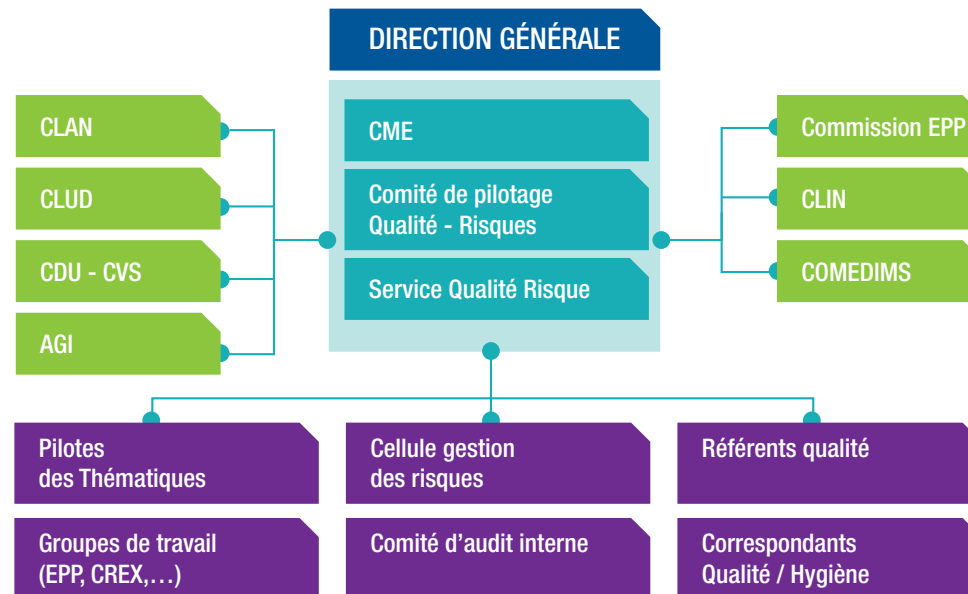 DIRECTION GÉNÉRALE
CLAN
CLUD
CDU - CVS
AGI
CME
Comité de pilotage
Qualité - Risques
Service Qualité Risque
Commission EPP
CLIN
COMEDIMS
Pilotes
des Thématiques
Cellule gestion
des risques
Référents qualité
Groupes de travail
(EPP, CREX,…)
Comité d’audit interne
Correspondants
Qualité / Hygiène